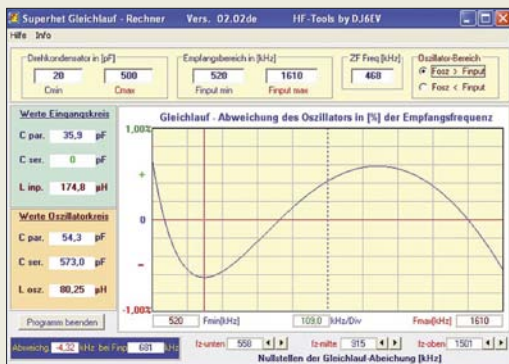 Superhet Gleichlauf - Rechner Vers. 07.02de HF-Tools by DJ6EV
Hilfe Info
Drehkondensator in [pF]
20 500
Cmin Cmax
Empfangsbereich in [kHz]
520 1610
Finput min Finput max
ZF Freq [kHz]
468
Oszillator-Bereich
Fosz > Finput
Fosz < Finput
Werte Eingangskreis
C par. 35,9 pF
C ser. 0 pF
L inp. 174,8 µH
Werte Oszillatorkreis
C par. 54,3 pF
C ser. 573,0 pF
L osz. 80,25 µH
Programm beenden
Gleichlauf - Abweichung des Oszillators in [%] der Empfangsfrequenz
1,00%
+
0
-
-1,00%
520 Fmin[kHz] 109,0 kHz/Div Fmax[kHz] 1610
Abweichg. -4,32 kHz bei Finp 681 kHz
fz-unten 558 fz-mitte 915 fz-oben 1501
Nullstellen der Gleichlauf-Abeichung [kHz]